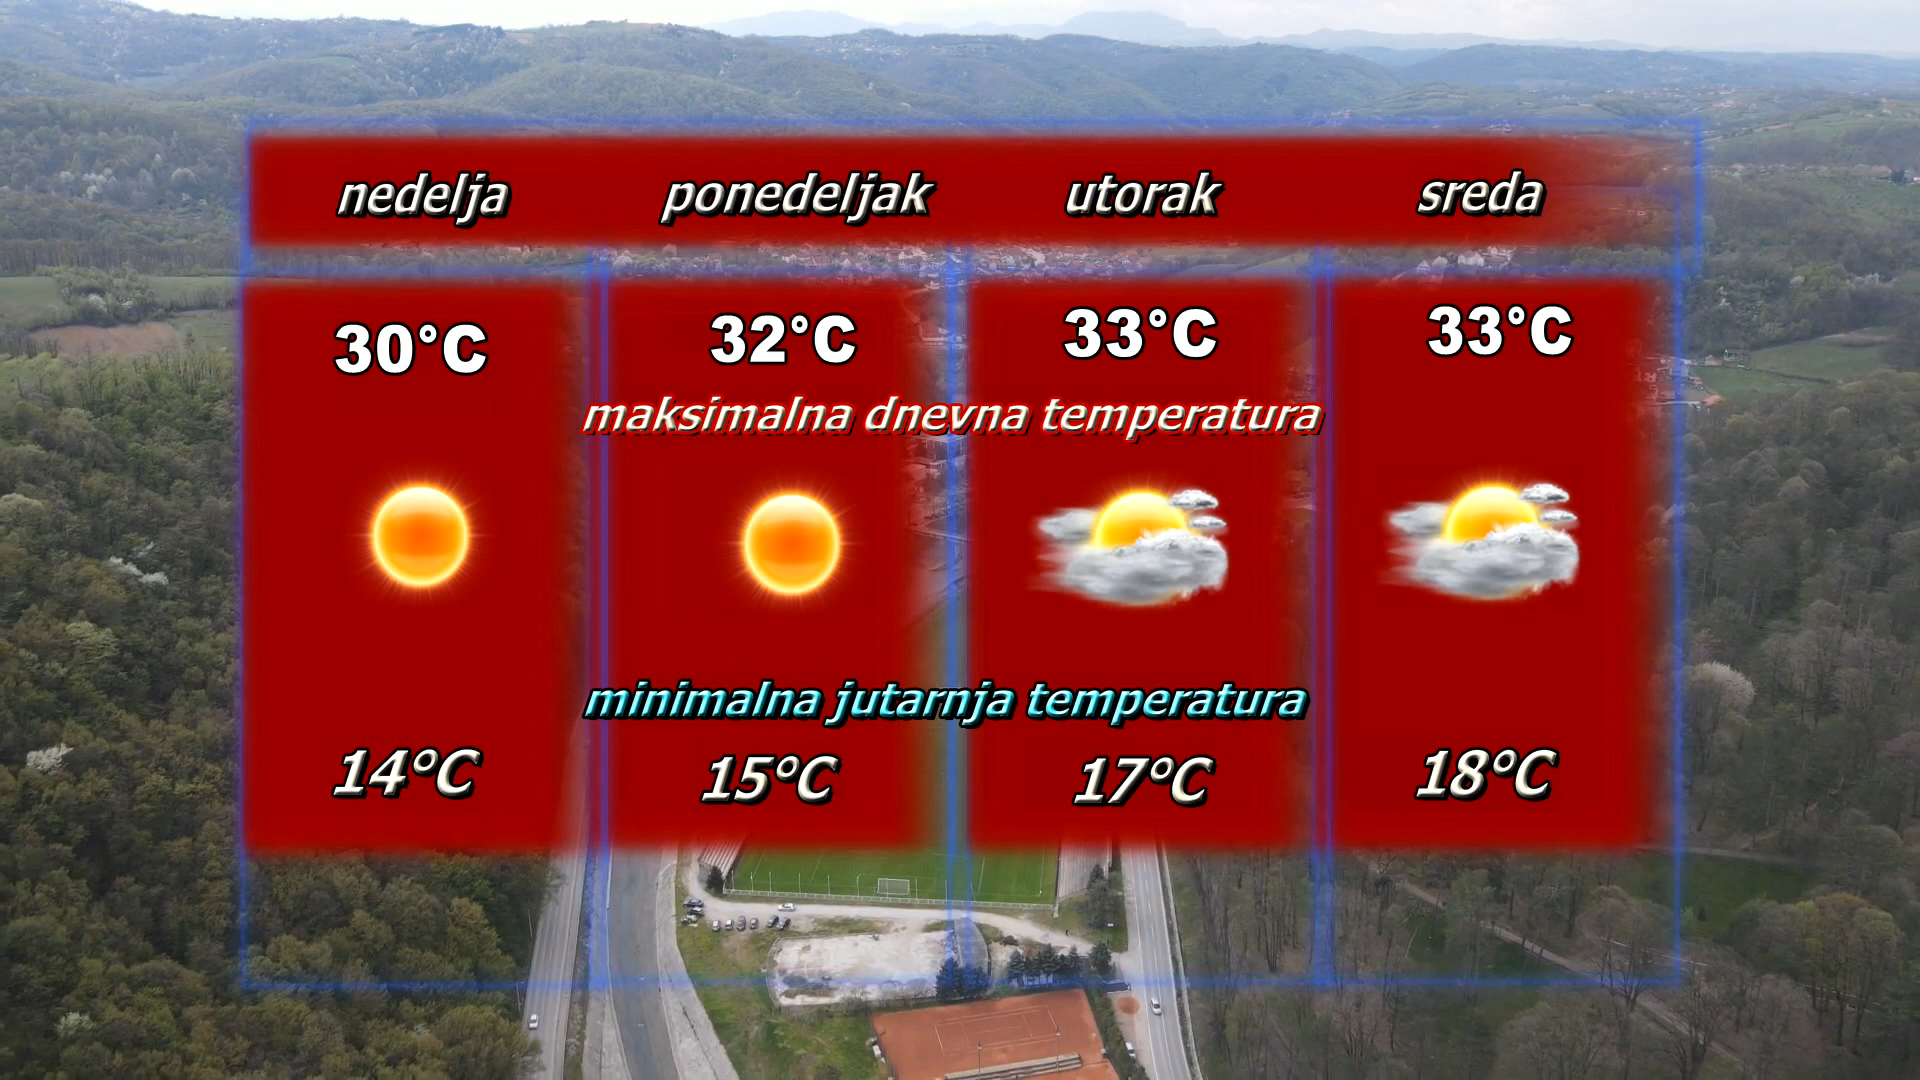 nedelja ponedeljak utorak sreda
30°C 32°C 33°C 33°C
maksimalna dnevna temperatura
minimalna jutarnja temperatura
14°C 15°C 17°C 18°C